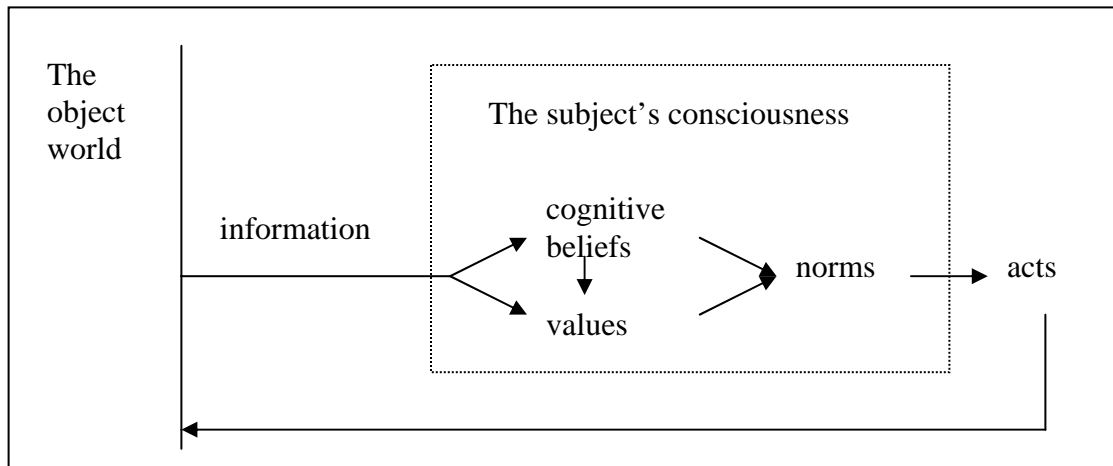 The
object
world
The subject’s consciousness
information
cognitive
beliefs
values
norms
acts